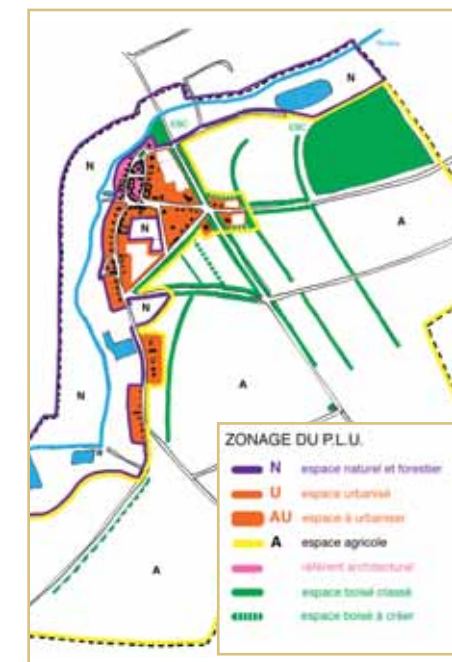 N
EBC
EBC
N
A
N
N
N
A
A
ZONAGE DU P.L.U.
N espace naturel et forestier
U espace urbanisé
AU espace à urbaniser
A espace agricole
référent architectural
espace boisé classé
espace boisé à créer